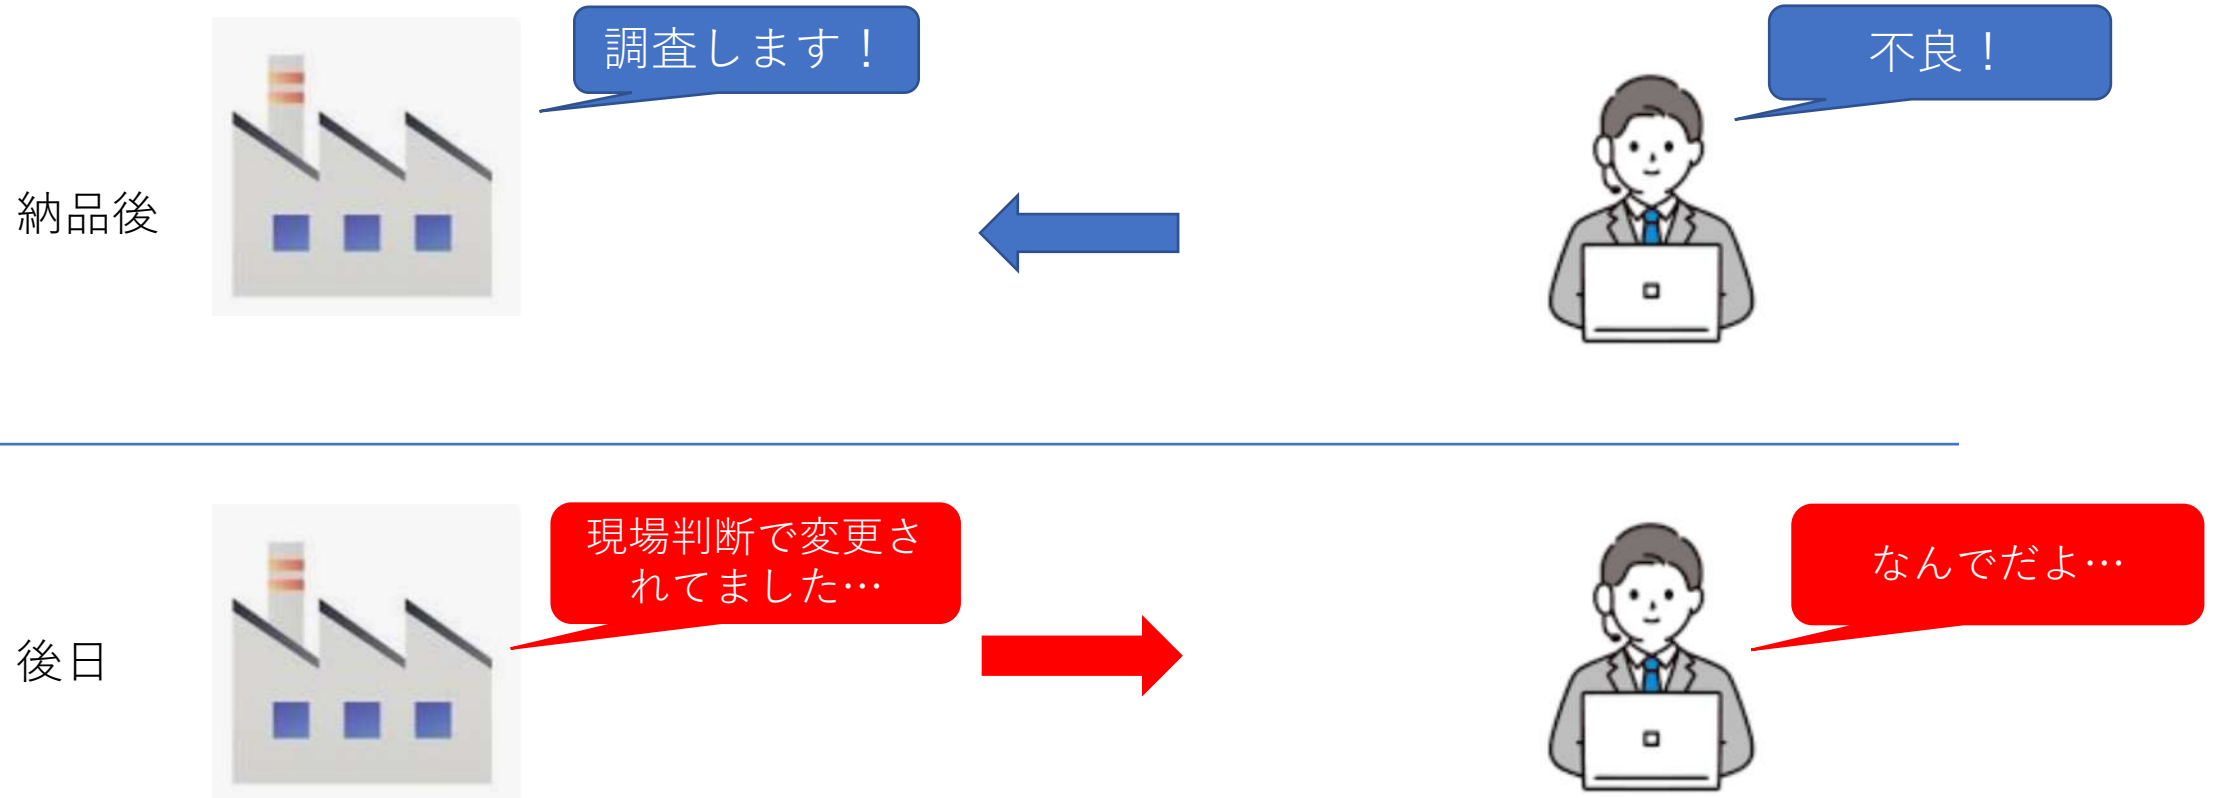 調査します！
不良！
納品後
現場判断で変更さ
れてました…
なんでだよ…
後日